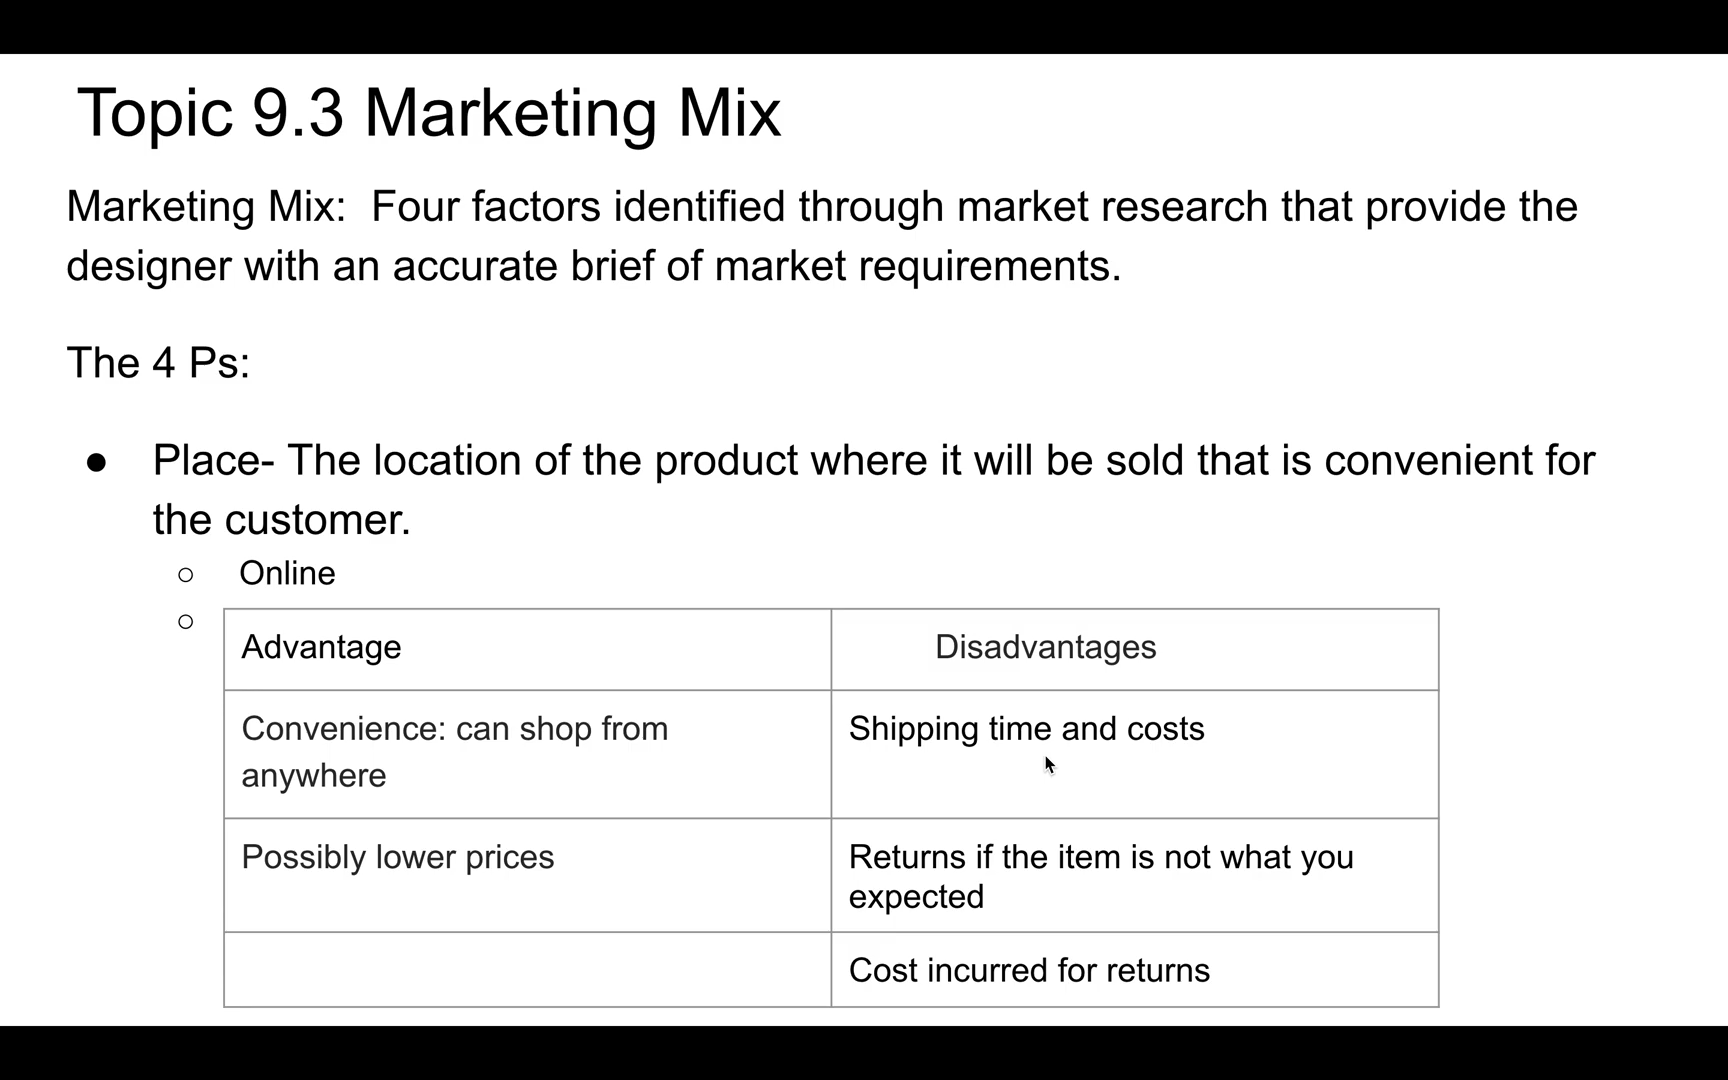 Topic 9.3 Marketing Mix
Marketing Mix:  Four factors identified through market research that provide the
designer with an accurate brief of market requirements.
The 4 Ps:
● Place- The location of the product where it will be sold that is convenient for
the customer.
○ Online
○
Advantage Disadvantages
Convenience: can shop from Shipping time and costs
anywhere
Possibly lower prices Returns if the item is not what you
expected
Cost incurred for returns